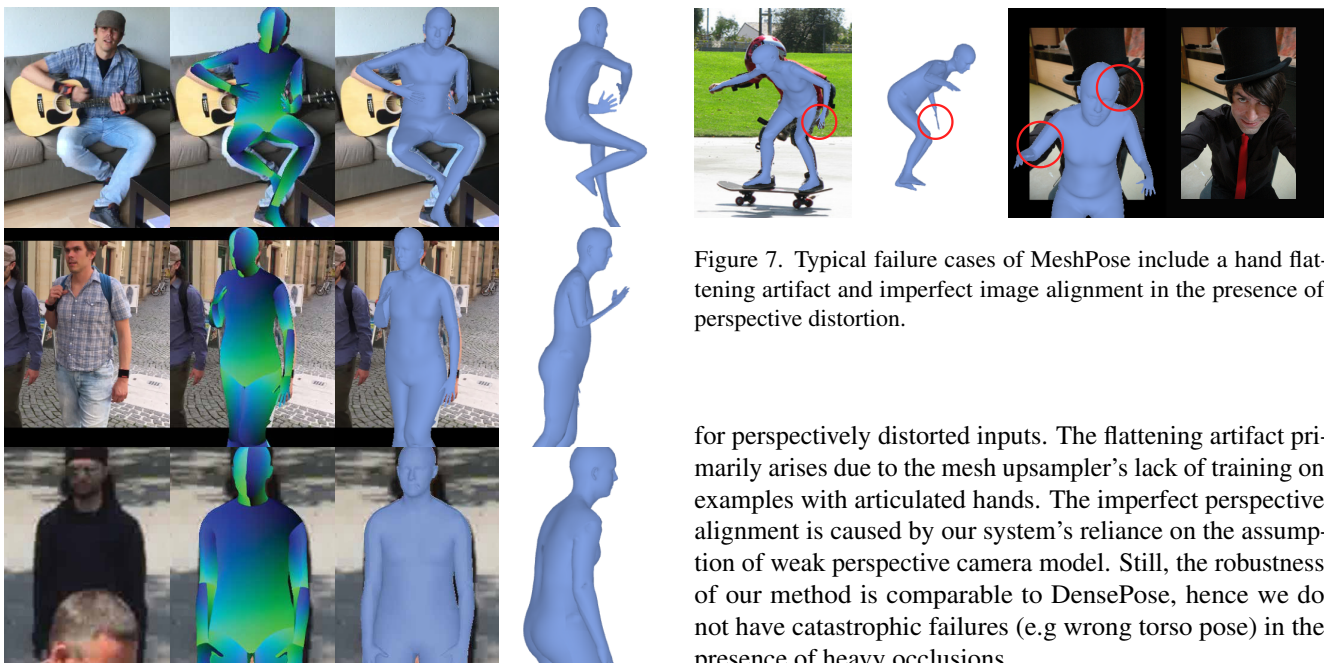 Figure 7. Typical failure cases of MeshPose include a hand flat-
tening artifact and imperfect image alignment in the presence of
perspective distortion.
for perspectively distorted inputs. The flattening artifact pri-
marily arises due to the mesh upsampler's lack of training on
examples with articulated hands. The imperfect perspective
alignment is caused by our system's reliance on the assump-
tion of weak perspective camera model. Still, the robustness
of our method is comparable to DensePose, hence we do
not have catastrophic failures (e.g wrong torso pose) in the
presence of heavy occlusions.